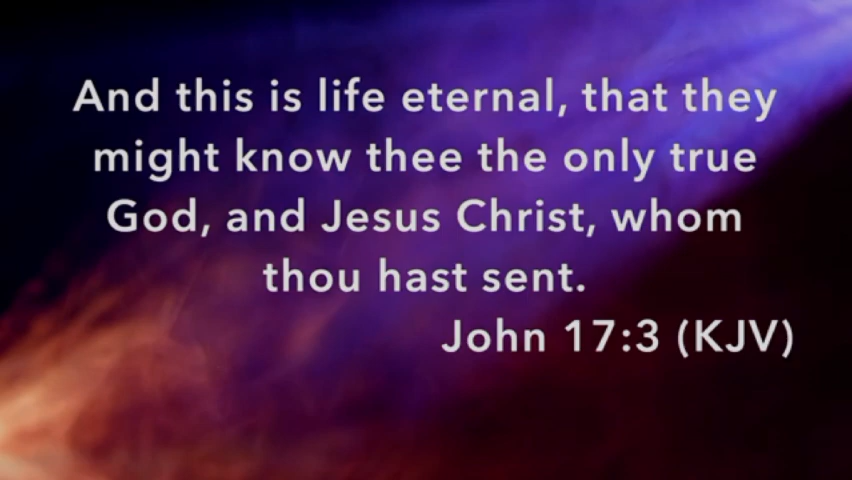 And this is life eternal, that they
might know thee the only true
God, and Jesus Christ, whom
thou hast sent.
John 17:3 (KJV)